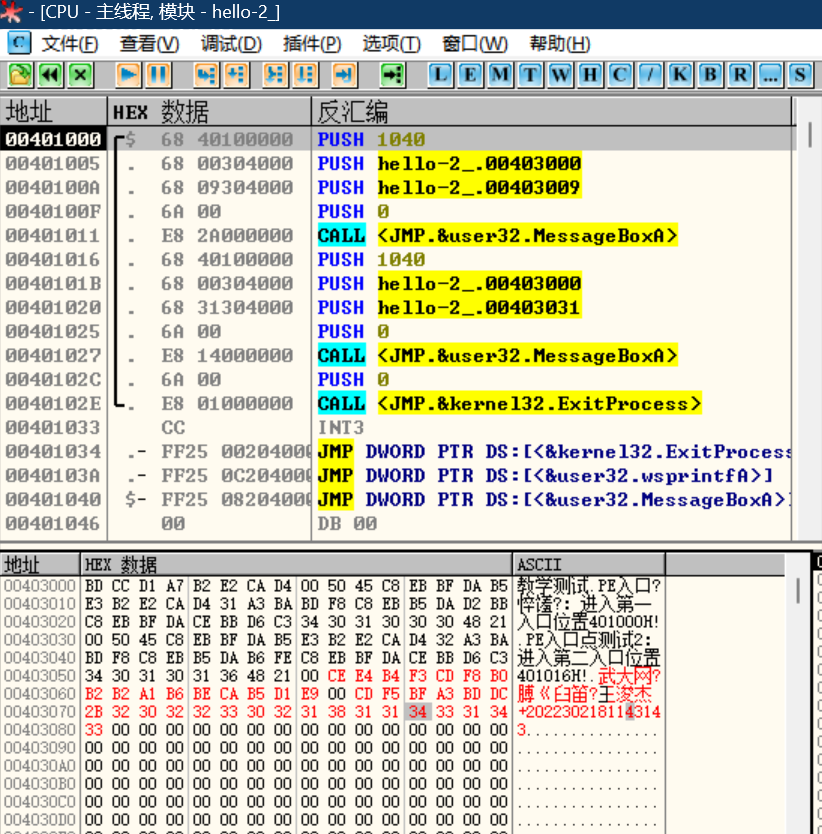 - [CPU - 主线程, 模块 - hello-2_]
C 文件(F) 查看(V) 调试(D) 插件(P) 选项(T) 窗口(W) 帮助(H)
L E M T W H C / K B R ... S
地址 HEX 数据 反汇编
00401000 $ 68 40100000 PUSH 1040
00401005 . 68 00304000 PUSH hello-2_.00403000
0040100A . 68 09304000 PUSH hello-2_.00403009
0040100F . 6A 00 PUSH 0
00401011 . E8 2A000000 CALL <JMP.&user32.MessageBoxA>
00401016 . 68 40100000 PUSH 1040
0040101B . 68 00304000 PUSH hello-2_.00403000
00401020 . 68 31304000 PUSH hello-2_.00403031
00401025 . 6A 00 PUSH 0
00401027 . E8 14000000 CALL <JMP.&user32.MessageBoxA>
0040102C . 6A 00 PUSH 0
0040102E . E8 01000000 CALL <JMP.&kernel32.ExitProcess>
00401033 CC INT3
00401034 .- FF25 00204000 JMP DWORD PTR DS:[<&kernel32.ExitProcess
0040103A .- FF25 0C204000 JMP DWORD PTR DS:[<&user32.wsprintfA>]
00401040 $- FF25 08204000 JMP DWORD PTR DS:[<&user32.MessageBoxA>]
00401046 00 DB 00
地址 HEX 数据 ASCII
00403000 BD CC D1 A7 B2 E2 CA D4 00 50 45 C8 EB BF DA B5 教学测试.PE入口?
00403010 E3 B2 E2 CA D4 31 A3 BA BD F8 C8 EB B5 DA D2 BB 悴?:进入第一
00403020 C8 EB BF DA CE BB D6 C3 34 30 31 30 30 30 48 21 入口位置401000H!
00403030 00 50 45 C8 EB BF DA B5 E3 B2 E2 CA D4 32 A3 BA .PE入口点测试2:
00403040 BD F8 C8 EB B5 DA B6 FE C8 EB BF DA CE BB D6 C3 进入第二入口位置
00403050 34 30 31 30 31 36 48 21 00 CE E4 B4 F3 CD F8 B0 401016H!.武大网?
00403060 B2 B2 A1 B6 BE CA B5 D1 E9 00 CD F5 BF A3 BD DC 膊《臼笛?王浚杰
00403070 2B 32 30 32 32 33 30 32 31 38 31 31 34 33 31 34 +202230218114314
00403080 33 00 00 00 00 00 00 00 00 00 00 00 00 00 00 00 3...............
00403090 00 00 00 00 00 00 00 00 00 00 00 00 00 00 00 00 ................
004030A0 00 00 00 00 00 00 00 00 00 00 00 00 00 00 00 00 ................
004030B0 00 00 00 00 00 00 00 00 00 00 00 00 00 00 00 00 ................
004030C0 00 00 00 00 00 00 00 00 00 00 00 00 00 00 00 00 ................
004030D0 00 00 00 00 00 00 00 00 00 00 00 00 00 00 00 00 ................